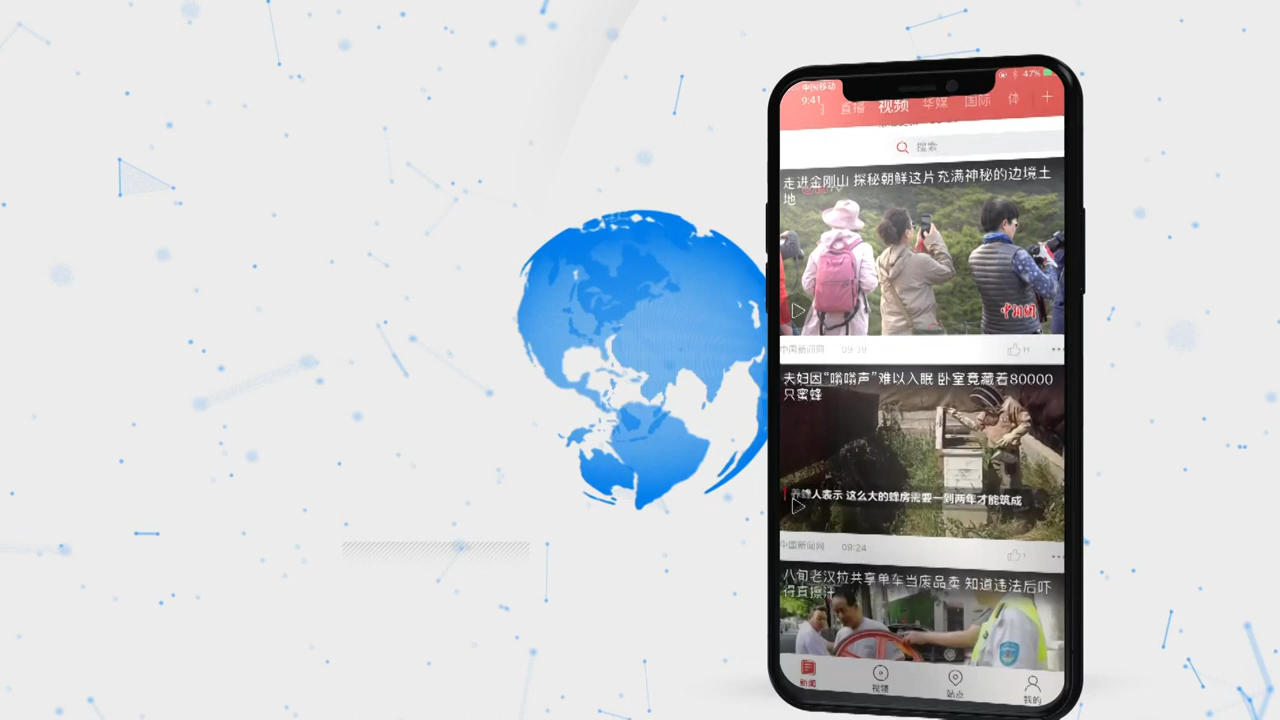 中国移动
47%
9:41
直播 视频 华媒 国际 体 +
搜索
走进金刚山 探秘朝鲜这片充满神秘的边境土
地
中新网
中国新闻网 09:39
11
夫妇因“嗡嗡声”难以入眠 卧室竟藏着80000
只蜜蜂
养蜂人表示 这么大的蜂房需要一到两年才能筑成
中国新闻网 09:24
1
八旬老汉拉共享单车当废品卖 知道违法后吓
得直擦汗
新闻 视频 站点 我的